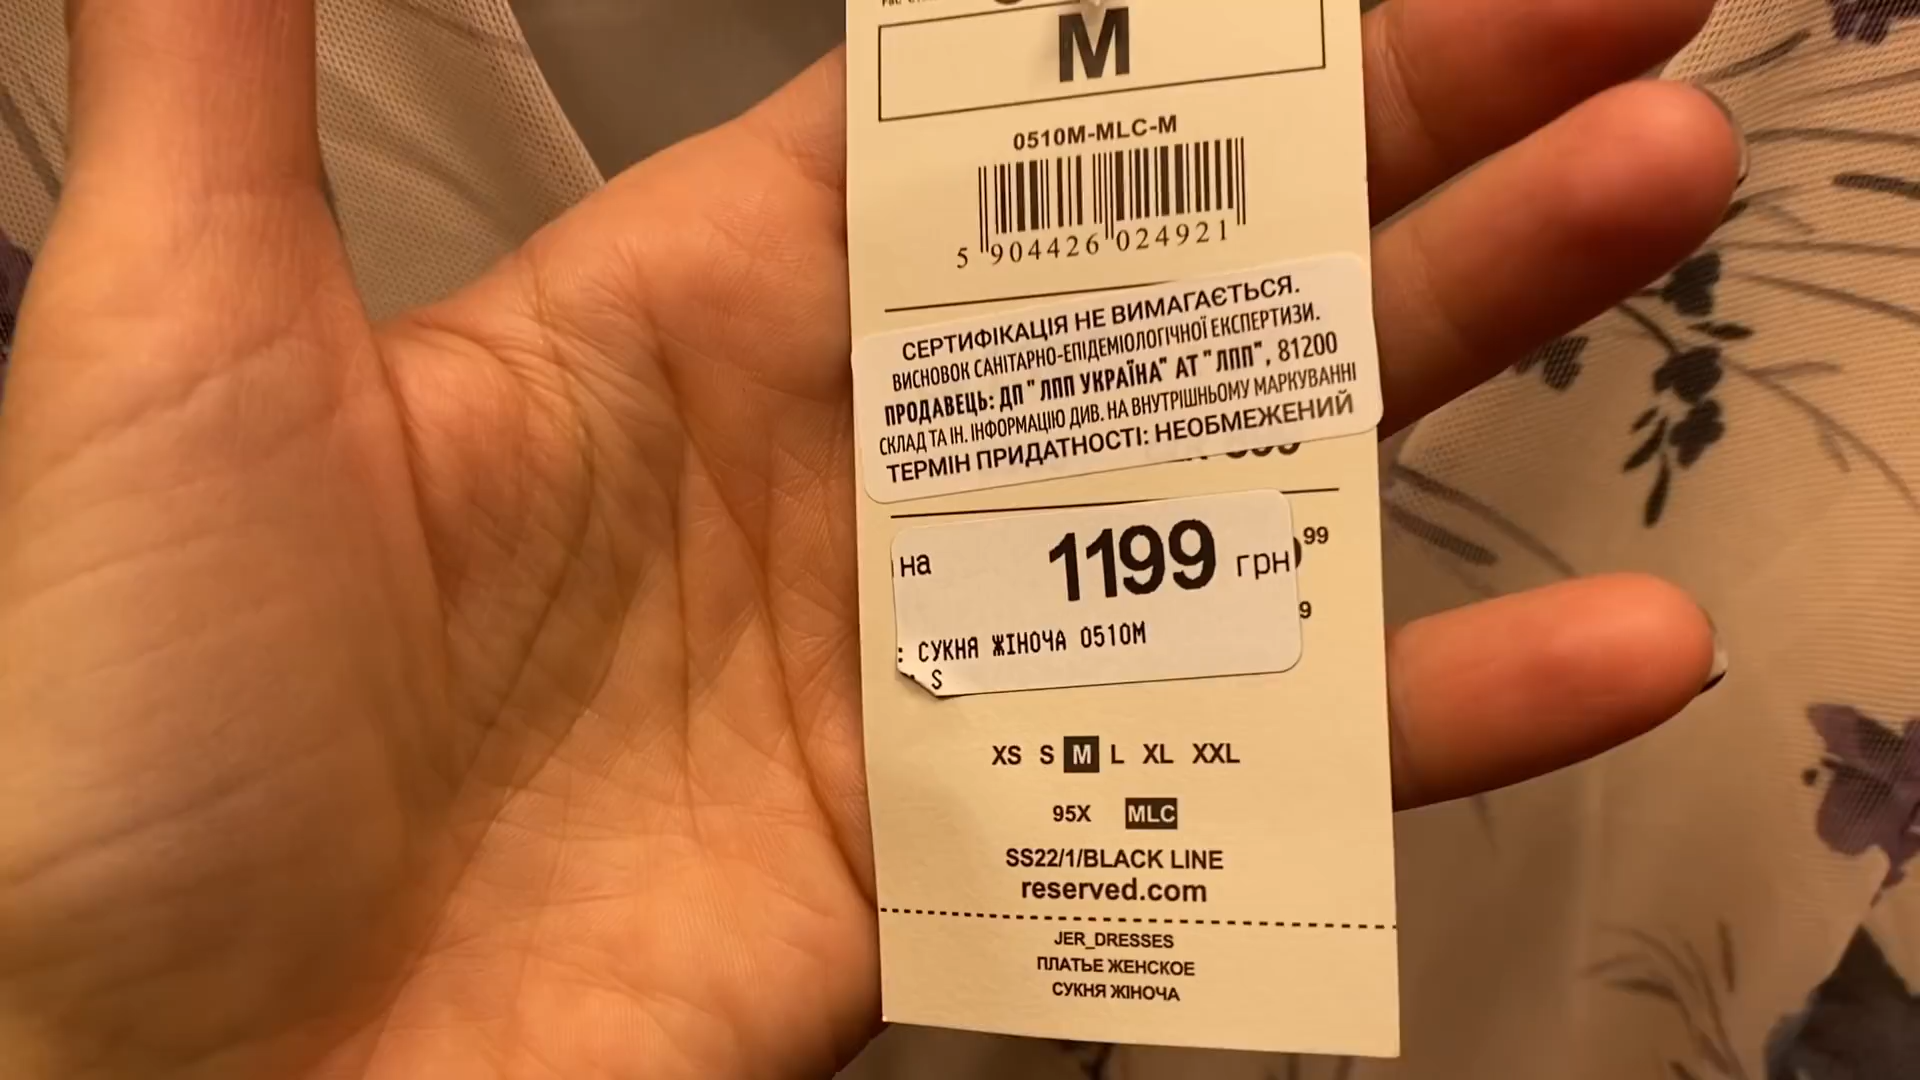 M
0510M-MLC-M
5 904426 024921
СЕРТИФІКАЦІЯ НЕ ВИМАГАЄТЬСЯ.
ВИСНОВОК САНІТАРНО-ЕПІДЕМІОЛОГІЧНОЇ ЕКСПЕРТИЗИ.
ПРОДАВЕЦЬ: ДП "ЛПП УКРАЇНА" АТ "ЛПП", 81200
СКЛАД ТА ІН. ІНФОРМАЦІЮ ДИВ. НА ВНУТРІШНЬОМУ МАРКУВАННІ
ТЕРМІН ПРИДАТНОСТІ: НЕОБМЕЖЕНИЙ
на 1199 грн 99
9
: СУКНЯ ЖІНОЧА 0510M
S
XS S M L XL XXL
95X MLC
SS22/1/BLACK LINE
reserved.com
JER_DRESSES
ПЛАТЬЕ ЖЕНСКОЕ
СУКНЯ ЖІНОЧА